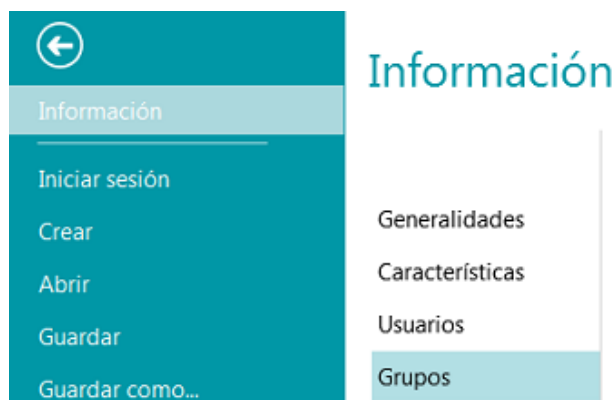 Información
Iniciar sesión
Crear
Abrir
Guardar
Guardar como...
Información
Generalidades
Características
Usuarios
Grupos